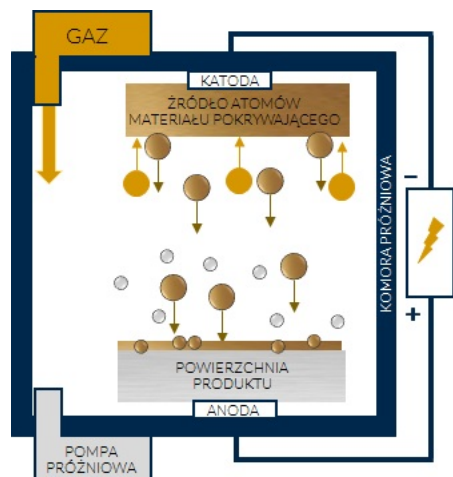 GAZ
KATODA
ŹRÓDŁO ATOMÓW
MATERIAŁU POKRYWAJĄCEGO
KOMORA PRÓŻNIOWA
–
+
POWIERZCHNIA
PRODUKTU
ANODA
POMPA
PRÓŻNIOWA